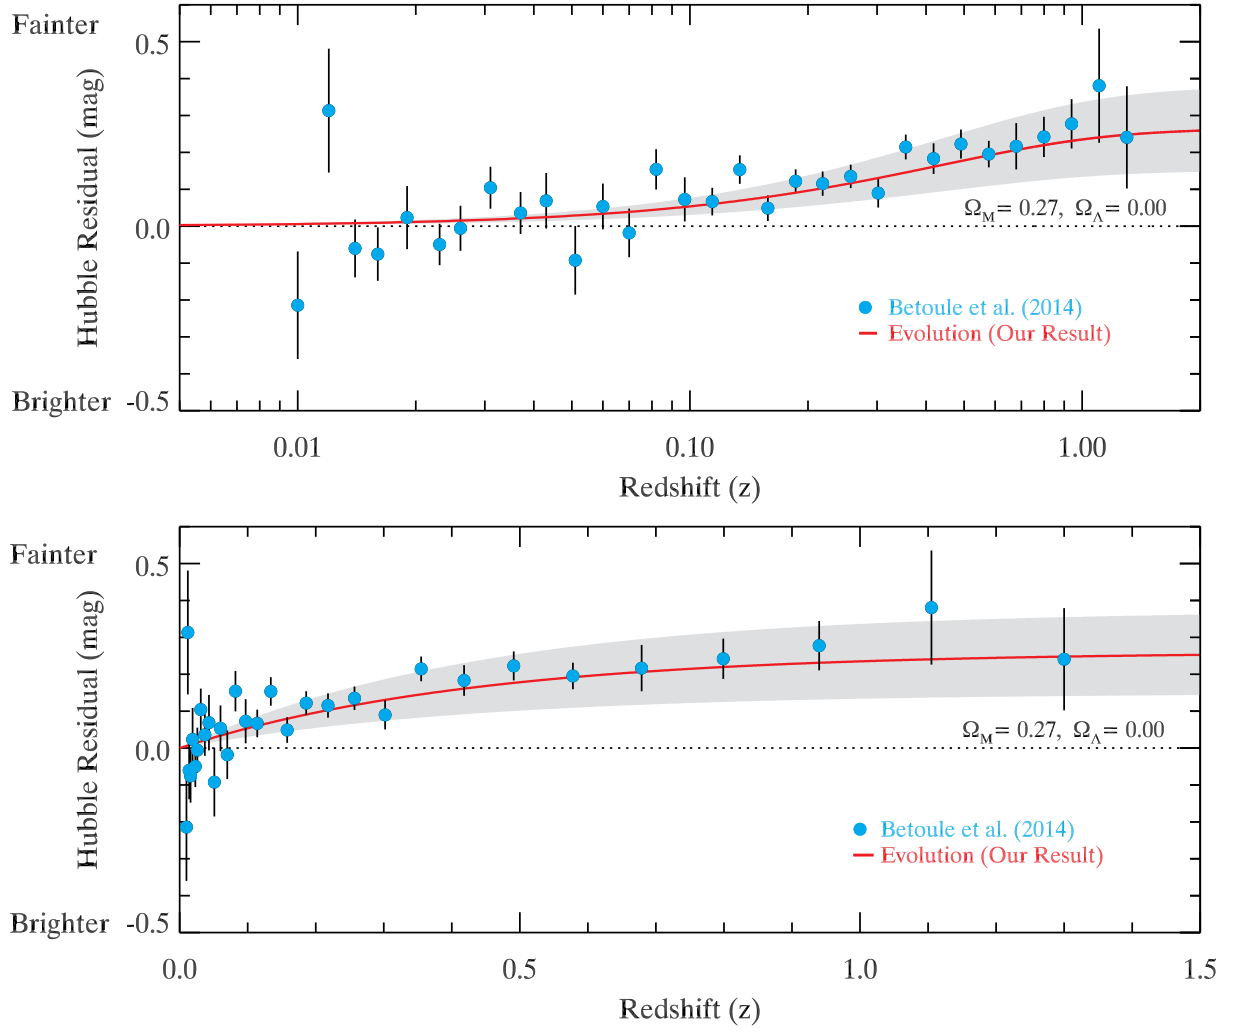 Fainter
0.5
Hubble Residual (mag)
Ω_M = 0.27, Ω_Λ = 0.00
0.0
Betoule et al. (2014)
Evolution (Our Result)
Brighter -0.5
0.01 0.10 1.00
Redshift (z)
Fainter
0.5
Hubble Residual (mag)
Ω_M = 0.27, Ω_Λ = 0.00
0.0
Betoule et al. (2014)
Evolution (Our Result)
Brighter -0.5
0.0 0.5 1.0 1.5
Redshift (z)